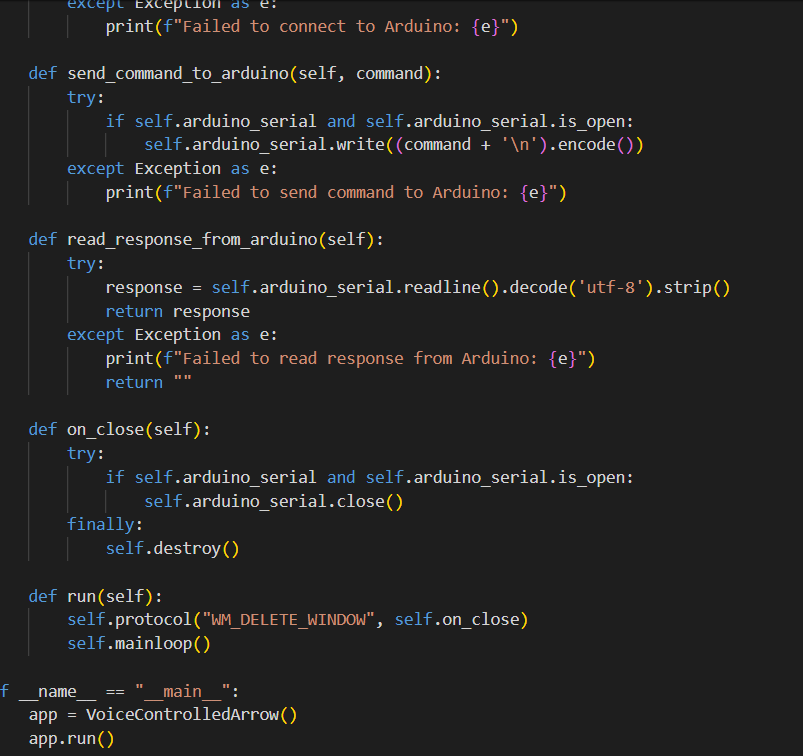 except Exception as e:
print(f"Failed to connect to Arduino: {e}")
def send_command_to_arduino(self, command):
try:
if self.arduino_serial and self.arduino_serial.is_open:
self.arduino_serial.write((command + '\n').encode())
except Exception as e:
print(f"Failed to send command to Arduino: {e}")
def read_response_from_arduino(self):
try:
response = self.arduino_serial.readline().decode('utf-8').strip()
return response
except Exception as e:
print(f"Failed to read response from Arduino: {e}")
return ""
def on_close(self):
try:
if self.arduino_serial and self.arduino_serial.is_open:
self.arduino_serial.close()
finally:
self.destroy()
def run(self):
self.protocol("WM_DELETE_WINDOW", self.on_close)
self.mainloop()
f __name__ == "__main__":
app = VoiceControlledArrow()
app.run()